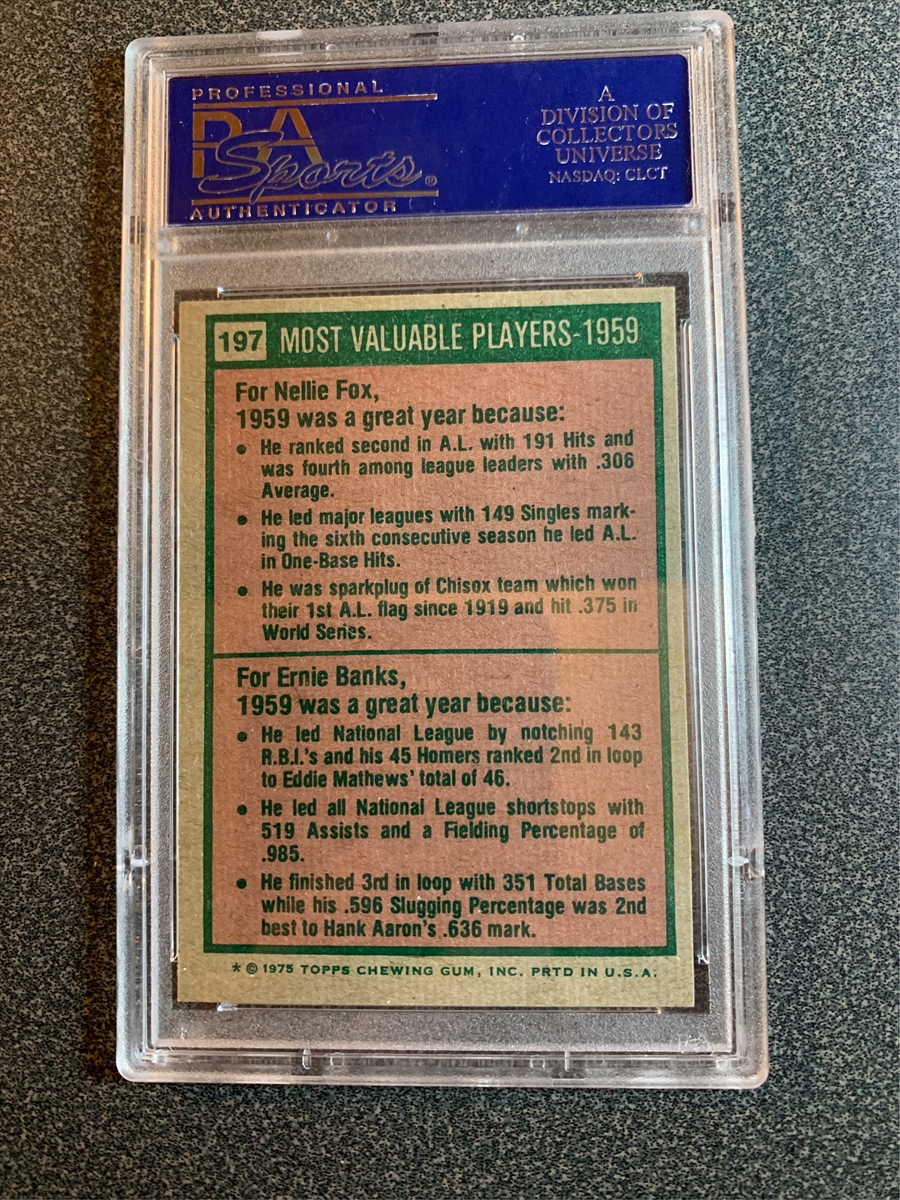 PROFESSIONAL
PSA
Sports®
AUTHENTICATOR
A
DIVISION OF
COLLECTORS
UNIVERSE
NASDAQ: CLCT
197 MOST VALUABLE PLAYERS-1959
For Nellie Fox,
1959 was a great year because:
• He ranked second in A.L. with 191 Hits and
was fourth among league leaders with .306
Average.
• He led major leagues with 149 Singles mark-
ing the sixth consecutive season he led A.L.
in One-Base Hits.
• He was sparkplug of Chisox team which won
their 1st A.L. flag since 1919 and hit .375 in
World Series.
For Ernie Banks,
1959 was a great year because:
• He led National League by notching 143
R.B.I.'s and his 45 Homers ranked 2nd in loop
to Eddie Mathews' total of 46.
• He led all National League shortstops with
519 Assists and a Fielding Percentage of
.985.
• He finished 3rd in loop with 351 Total Bases
while his .596 Slugging Percentage was 2nd
best to Hank Aaron's .636 mark.
* © 1975 TOPPS CHEWING GUM, INC. PRTD IN U.S.A.